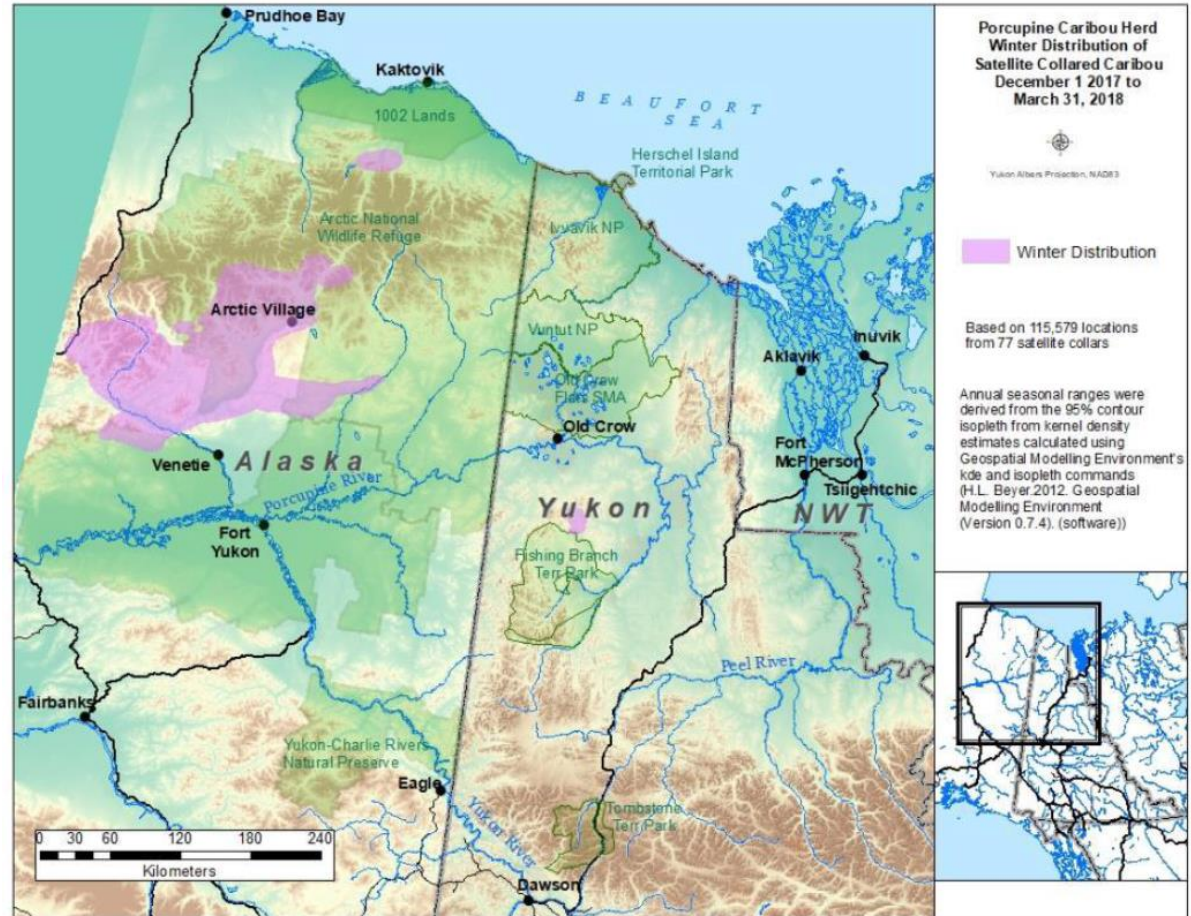 Prudhoe Bay
Kaktovik
1002 Lands
BEAUFORT
SEA
Herschel Island
Territorial Park
Arctic National
Wildlife Refuge
Ivvavik NP
Arctic Village
Vuntut NP
Old Crow
Flats SMA
Old Crow
Aklavik
Inuvik
Fort
McPherson
Tsiigehtchic
Venetie
Alaska
Porcupine River
Yukon
NWT
Fort
Yukon
Fishing Branch
Terr Park
Peel River
Fairbanks
Yukon-Charlie Rivers
Natural Preserve
Eagle
Yukon River
Tombstone
Terr Park
Dawson
0 30 60 120 180 240
Kilometers
Porcupine Caribou Herd
Winter Distribution of
Satellite Collared Caribou
December 1 2017 to
March 31, 2018
Yukon Albers Projection, NAD83
Winter Distribution
Based on 115,579 locations
from 77 satellite collars
Annual seasonal ranges were
derived from the 95% contour
isopleth from kernel density
estimates calculated using
Geospatial Modelling Environment's
kde and isopleth commands
(H.L. Beyer.2012. Geospatial
Modelling Environment
(Version 0.7.4). (software))